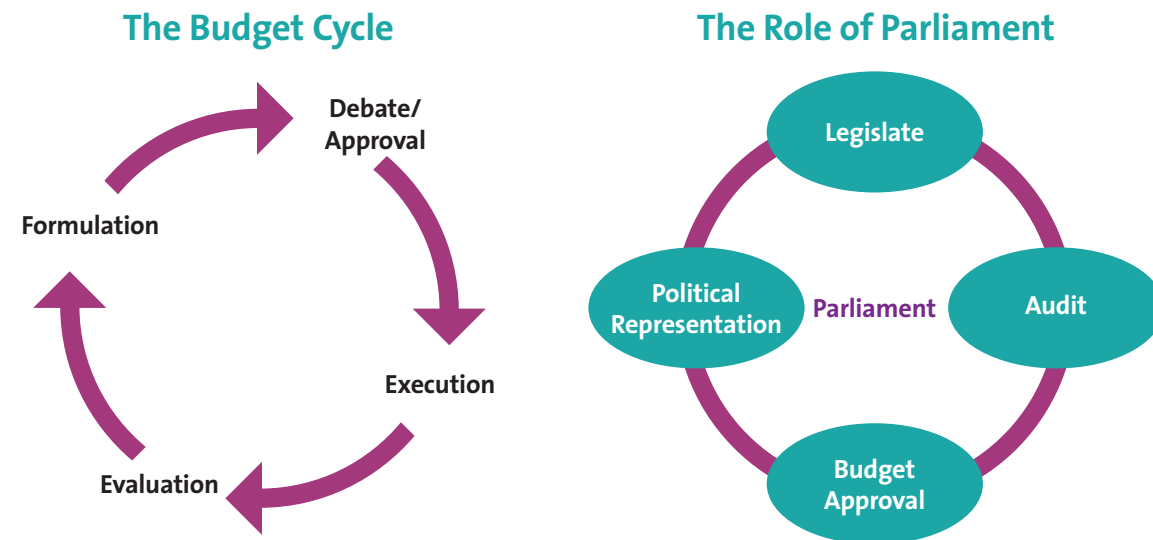 The Budget Cycle
Debate/
Approval
Formulation
Execution
Evaluation
The Role of Parliament
Legislate
Political
Representation
Parliament
Audit
Budget
Approval